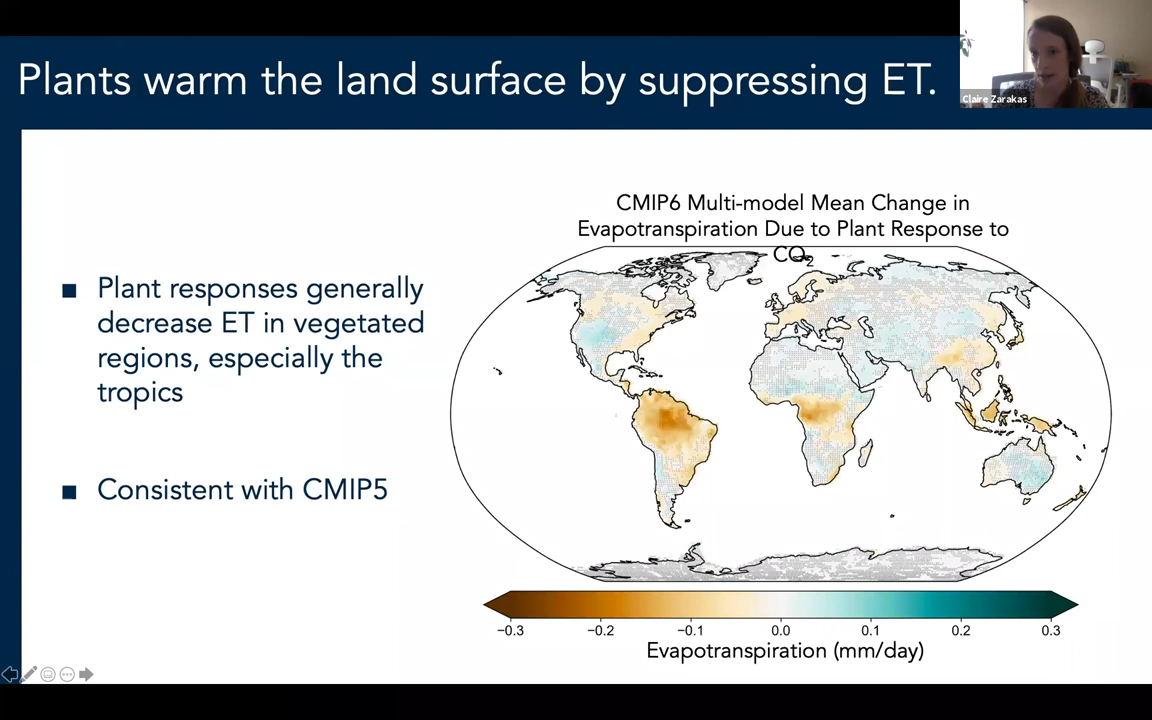 Plants warm the land surface by suppressing ET.
Claire Zarakas
CMIP6 Multi-model Mean Change in
Evapotranspiration Due to Plant Response to
CO₂
■ Plant responses generally
decrease ET in vegetated
regions, especially the
tropics
■ Consistent with CMIP5
−0.3 −0.2 −0.1 0.0 0.1 0.2 0.3
Evapotranspiration (mm/day)